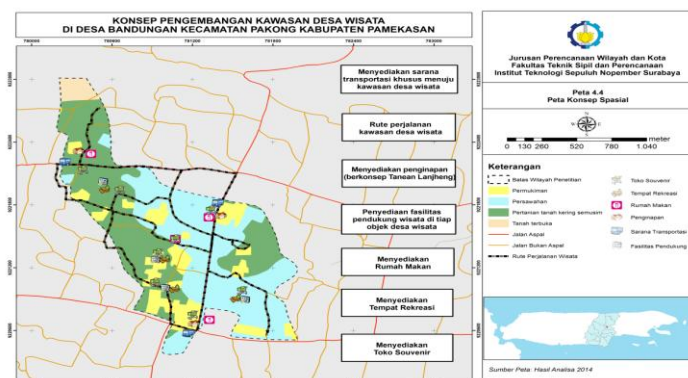 KONSEP PENGEMBANGAN KAWASAN DESA WISATA
DI DESA BANDUNGAN KECAMATAN PAKONG KABUPATEN PAMEKASAN
Menyediakan sarana
transportasi khusus menuju
kawasan desa wisata
Rute perjalanan
kawasan desa wisata
Menyediakan penginapan
(berkonsep Tanean Lanjheng)
Penyediaan fasilitas
pendukung wisata di tiap
objek desa wisata
Menyediakan
Rumah Makan
Menyediakan
Tempat Rekreasi
Menyediakan
Toko Souvenir
Jurusan Perencanaan Wilayah dan Kota
Fakultas Teknik Sipil dan Perencanaan
Institut Teknologi Sepuluh Nopember Surabaya
Peta 4.4
Peta Konsep Spasial
meter
0 130 260 520 780 1.040
Keterangan
Batas Wilayah Penelitian
Permukiman
Persawahan
Pertanian tanah kering semusim
Tanah terbuka
Jalan Aspal
Jalan Bukan Aspal
Rute Perjalanan Wisata
Toko Souvenir
Tempat Rekreasi
Rumah Makan
Penginapan
Sarana Transportasi
Fasilitas Pendukung
Sumber Peta: Hasil Analisa 2014